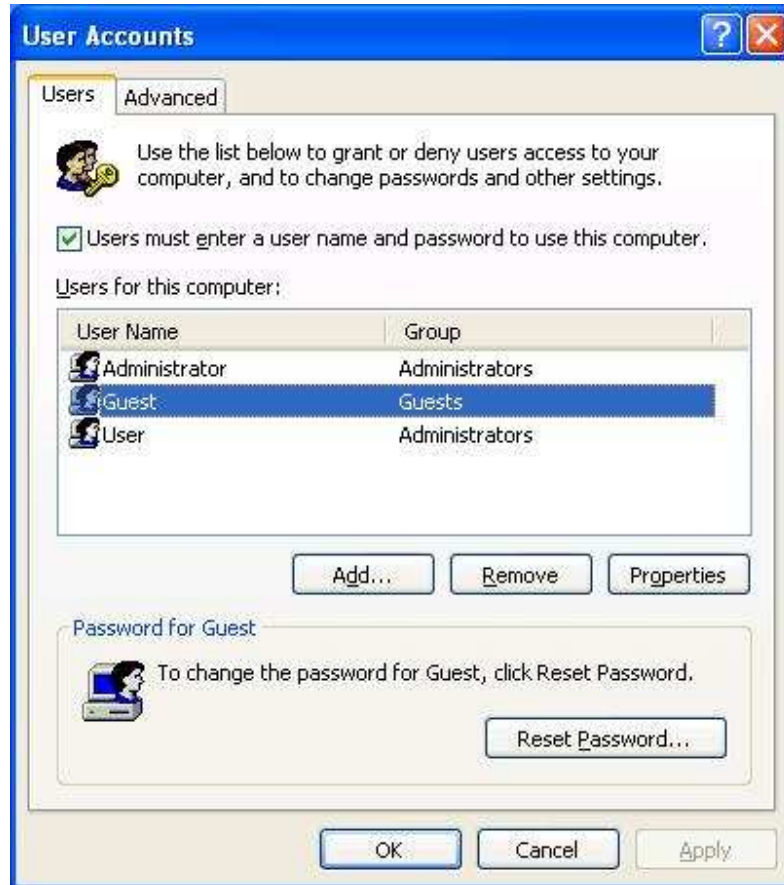 User Accounts
?
Users
Advanced
Use the list below to grant or deny users access to your
computer, and to change passwords and other settings.
Users must enter a user name and password to use this computer.
Users for this computer:
User Name Group
Administrator Administrators
Guest Guests
User Administrators
Add... Remove Properties
Password for Guest
To change the password for Guest, click Reset Password.
Reset Password...
OK Cancel Apply